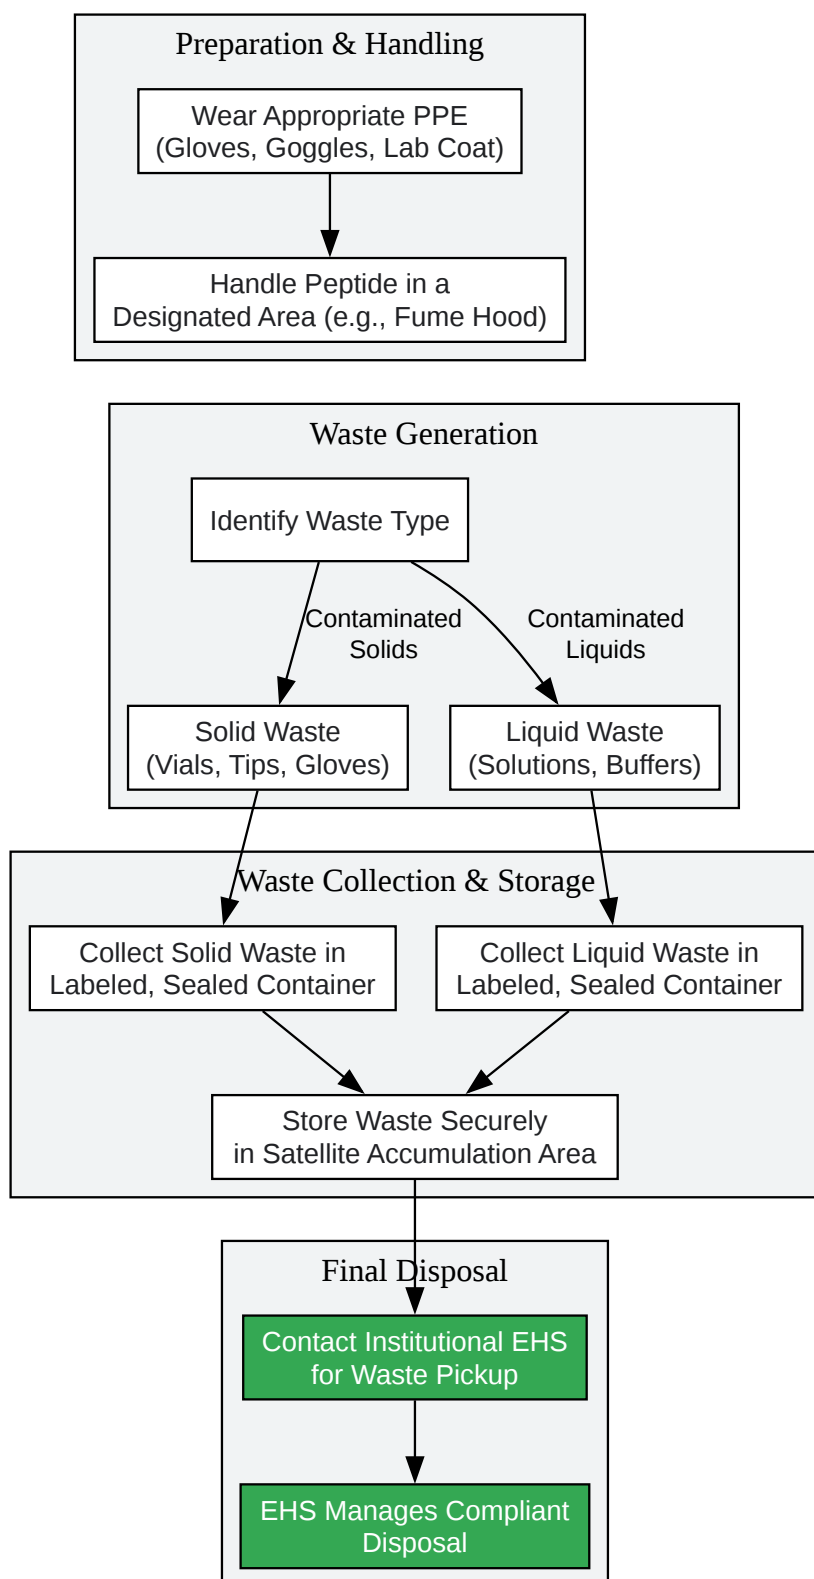 Preparation & Handling
Wear Appropriate PPE
(Gloves, Goggles, Lab Coat)
Handle Peptide in a
Designated Area (e.g., Fume Hood)
Waste Generation
Identify Waste Type
Contaminated
Solids
Contaminated
Liquids
Solid Waste
(Vials, Tips, Gloves)
Liquid Waste
(Solutions, Buffers)
Waste Collection & Storage
Collect Solid Waste in
Labeled, Sealed Container
Collect Liquid Waste in
Labeled, Sealed Container
Store Waste Securely
in Satellite Accumulation Area
Final Disposal
Contact Institutional EHS
for Waste Pickup
EHS Manages Compliant
Disposal